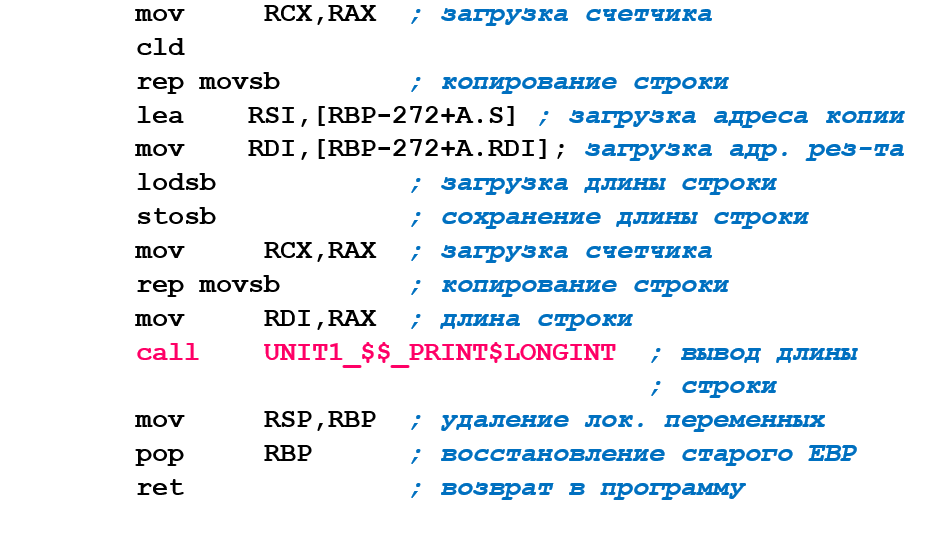 mov     RCX,RAX  ; загрузка счетчика
cld
rep movsb        ; копирование строки
lea    RSI,[RBP-272+A.S] ; загрузка адреса копии
mov    RDI,[RBP-272+A.RDI]; загрузка адр. рез-та
lodsb            ; загрузка длины строки
stosb            ; сохранение длины строки
mov     RCX,RAX  ; загрузка счетчика
rep movsb        ; копирование строки
mov     RDI,RAX  ; длина строки
call    UNIT1_$$_PRINT$LONGINT  ; вывод длины
; строки
mov     RSP,RBP  ; удаление лок. переменных
pop     RBP      ; восстановление старого EBP
ret              ; возврат в программу